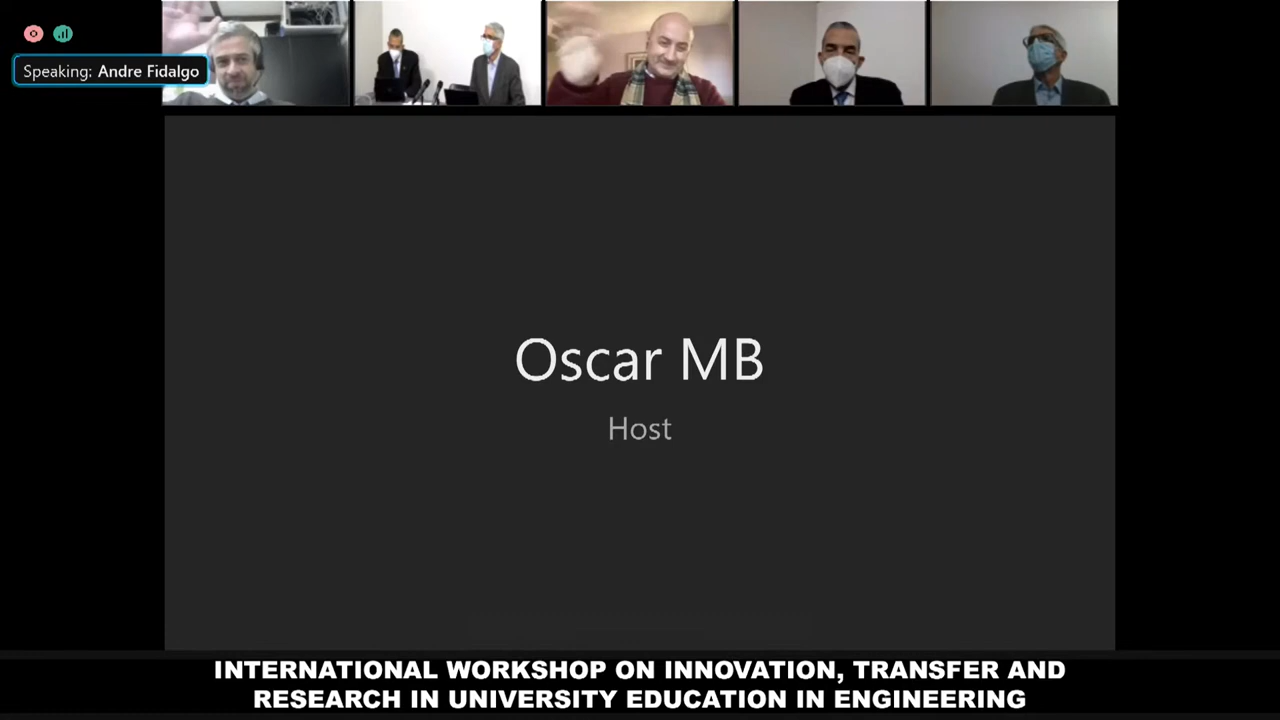 Speaking: Andre Fidalgo
Oscar MB
Host
INTERNATIONAL WORKSHOP ON INNOVATION, TRANSFER AND
RESEARCH IN UNIVERSITY EDUCATION IN ENGINEERING